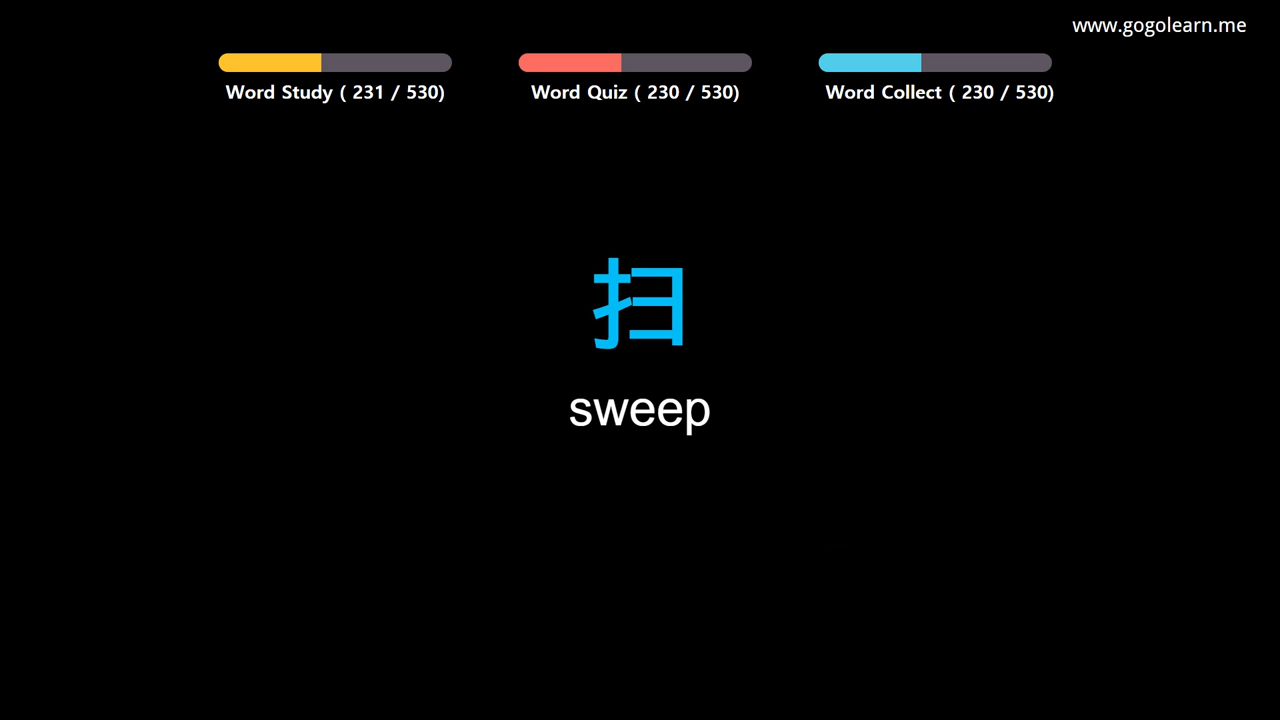 www.gogolearn.me
Word Study ( 231 / 530)
Word Quiz ( 230 / 530)
Word Collect ( 230 / 530)
扫
sweep